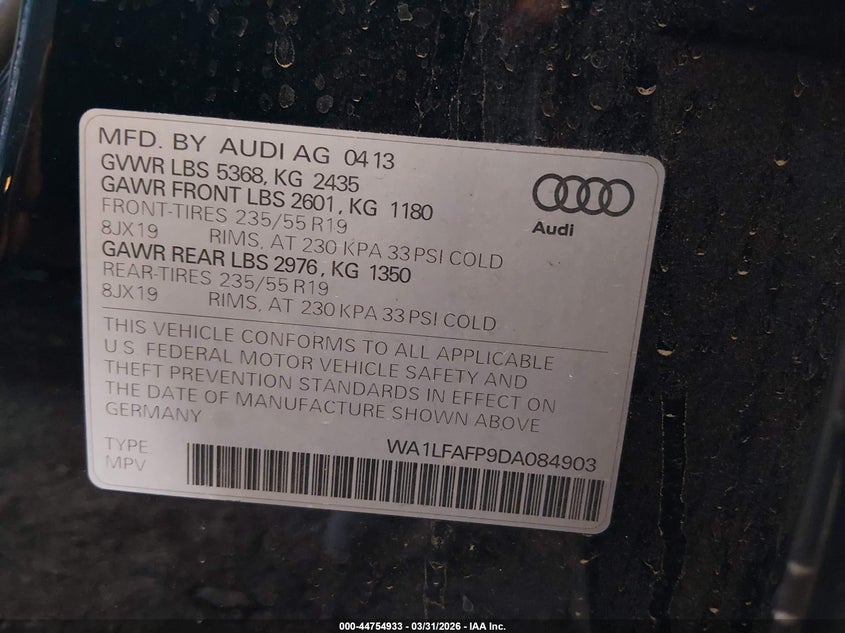 MFD. BY AUDI AG 0413
GVWR LBS 5368, KG 2435
GAWR FRONT LBS 2601, KG 1180
FRONT-TIRES 235/55 R19
8JX19 RIMS, AT 230 KPA 33 PSI COLD
GAWR REAR LBS 2976, KG 1350
REAR-TIRES 235/55 R19
8JX19 RIMS, AT 230 KPA 33 PSI COLD
Audi
THIS VEHICLE CONFORMS TO ALL APPLICABLE
U.S. FEDERAL MOTOR VEHICLE SAFETY AND
THEFT PREVENTION STANDARDS IN EFFECT ON
THE DATE OF MANUFACTURE SHOWN ABOVE
GERMANY
TYPE WA1LFAFP9DA084903
MPV
000-44754933 - 03/31/2026 - IAA Inc.